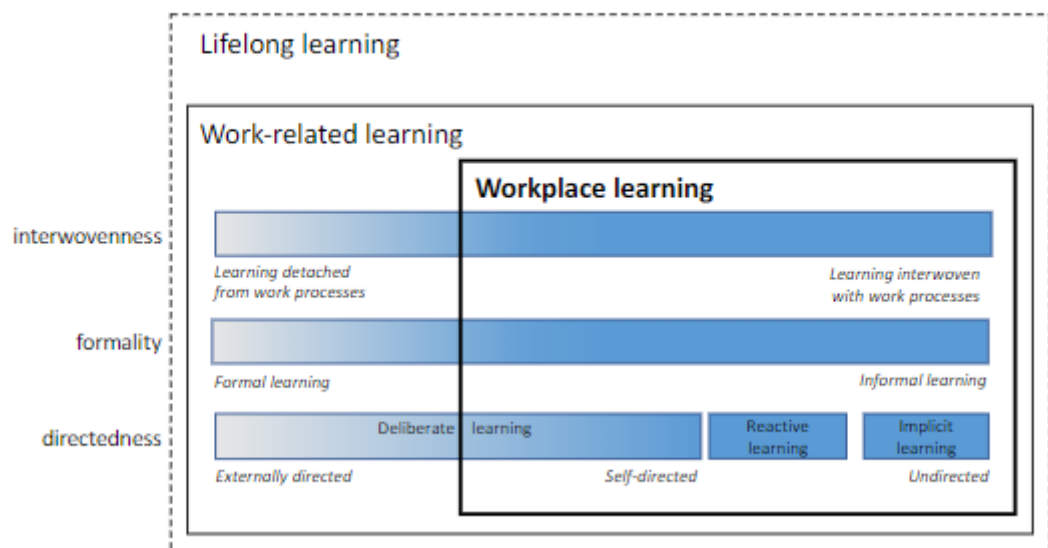 Lifelong learning
Work-related learning
Workplace learning
interwovenness
Learning detached
from work processes
Learning interwoven
with work processes
formality
Formal learning
Informal learning
directedness
Deliberate learning
Reactive
learning
Implicit
learning
Externally directed
Self-directed
Undirected